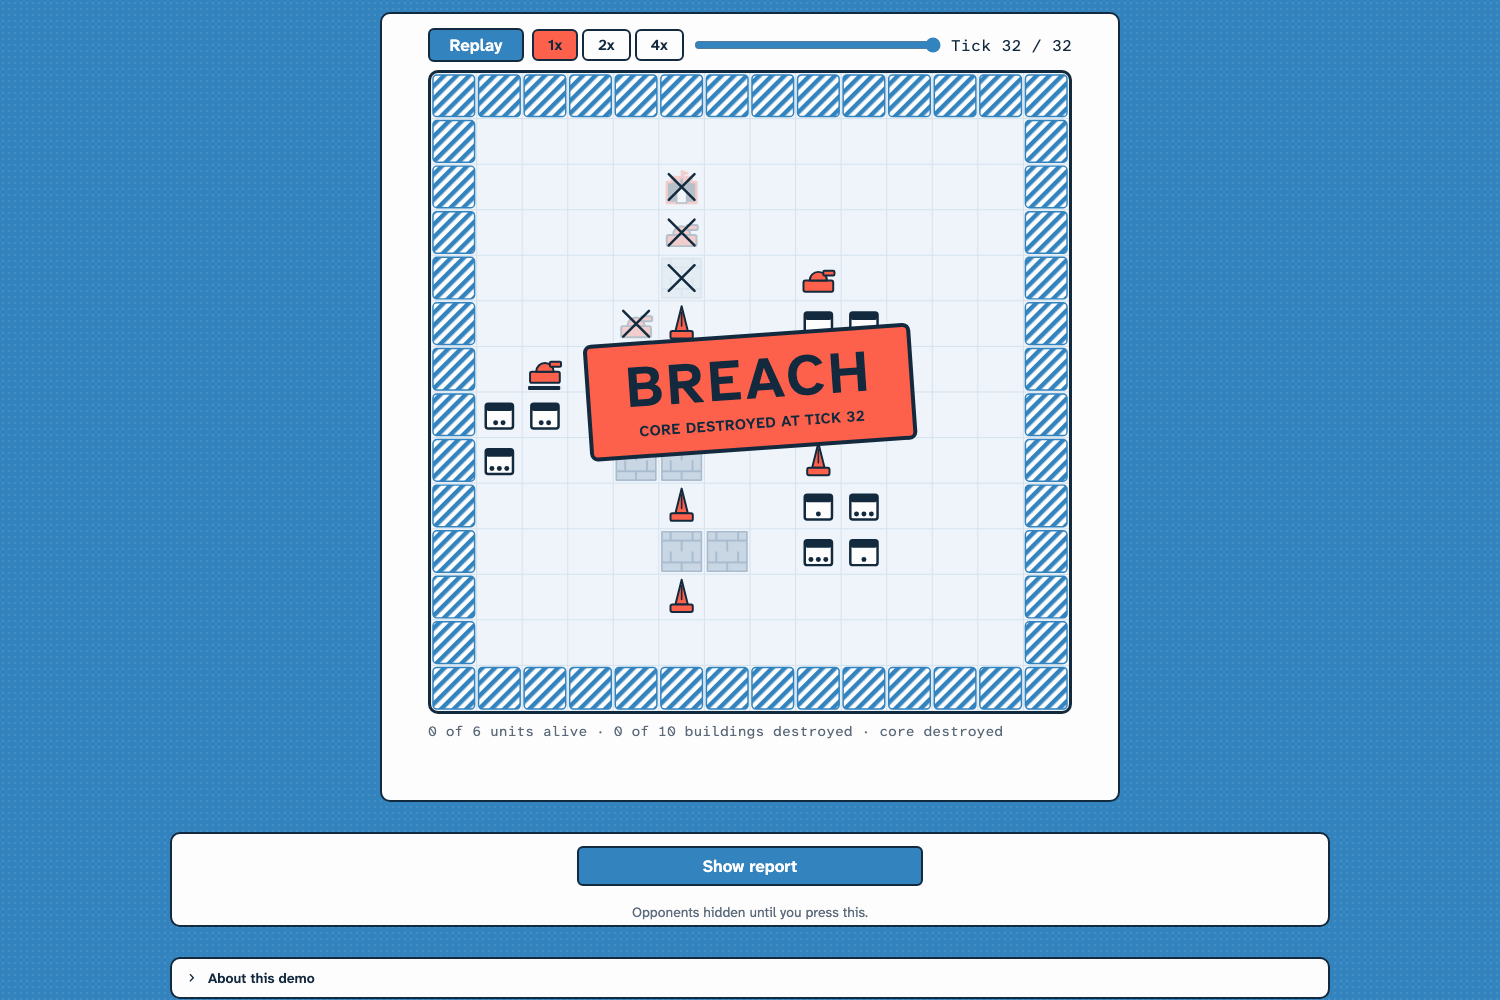 Replay
1x
2x
4x
Tick 32 / 32
BREACH
CORE DESTROYED AT TICK 32
0 of 6 units alive · 0 of 10 buildings destroyed · core destroyed
Show report
Opponents hidden until you press this.
About this demo